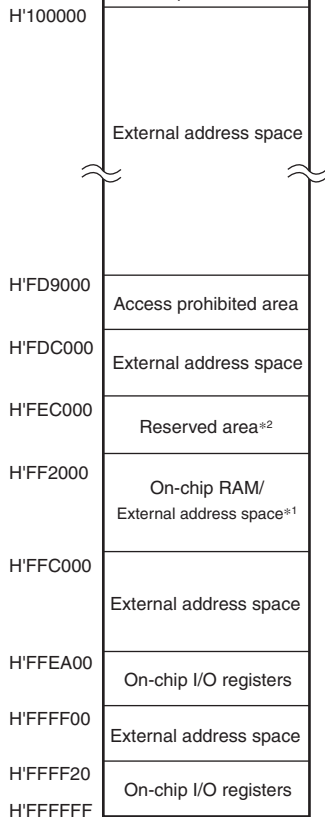 H'100000
External address space
H'FD9000
Access prohibited area
H'FDC000
External address space
H'FEC000
Reserved area*2
H'FF2000
On-chip RAM/
External address space*1
H'FFC000
External address space
H'FFEA00
On-chip I/O registers
H'FFFF00
External address space
H'FFFF20
On-chip I/O registers
H'FFFFFF